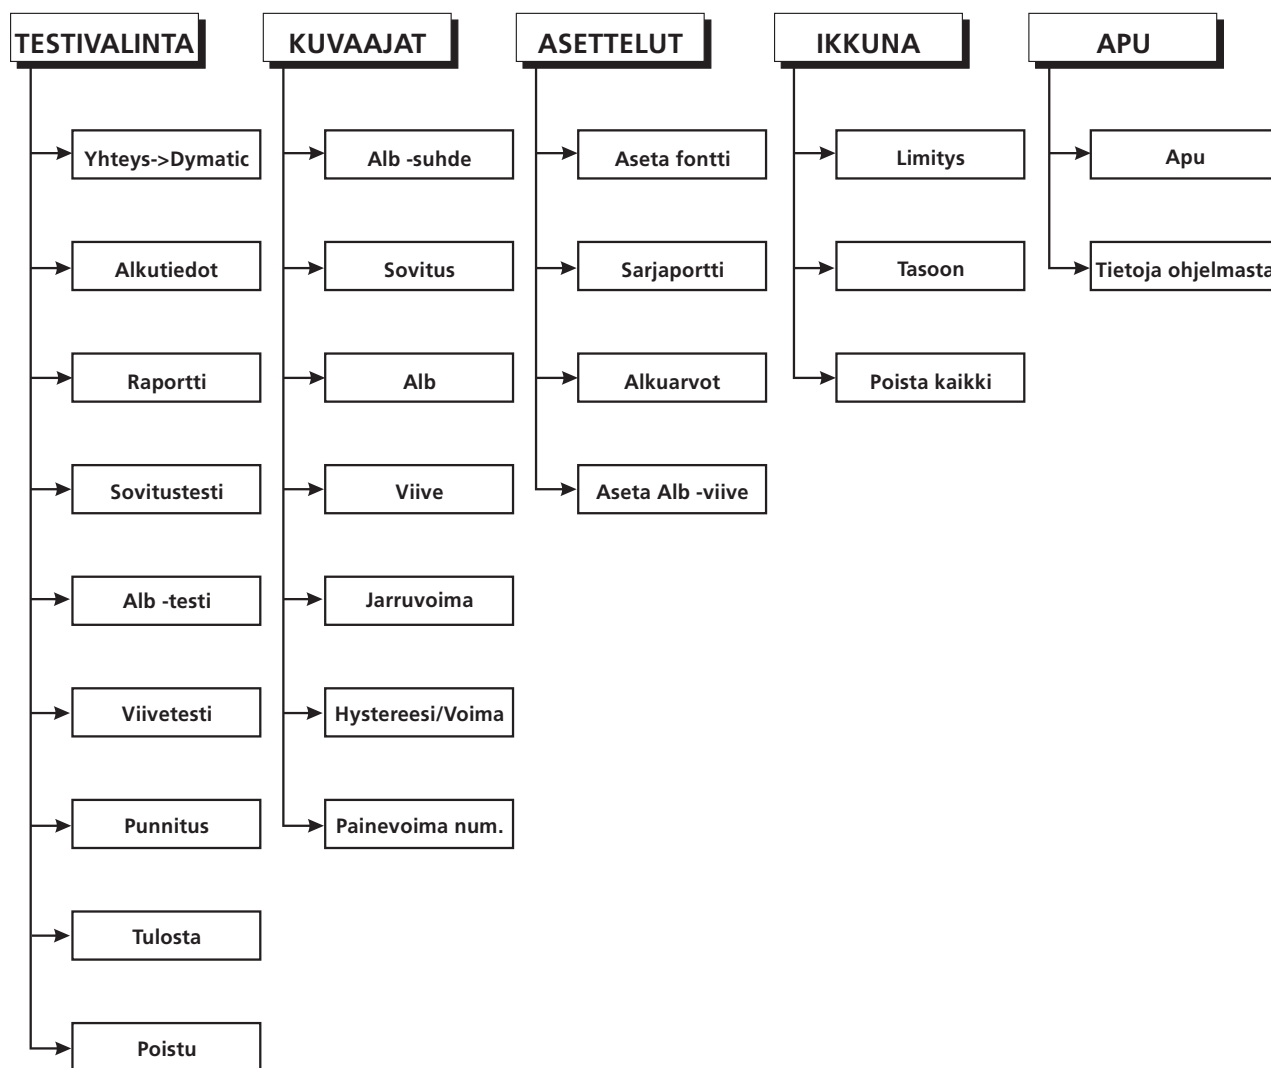 TESTIVALINTA
Yhteys->Dymatic
Alkutiedot
Raportti
Sovitustesti
Alb -testi
Viivetesti
Punnitus
Tulosta
Poistu
KUVAAJAT
Alb -suhde
Sovitus
Alb
Viive
Jarruvoima
Hystereesi/Voima
Painevoima num.
ASETTELUT
Aseta fontti
Sarjaportti
Alkuarvot
Aseta Alb -viive
IKKUNA
Limitys
Tasoon
Poista kaikki
APU
Apu
Tietoja ohjelmasta